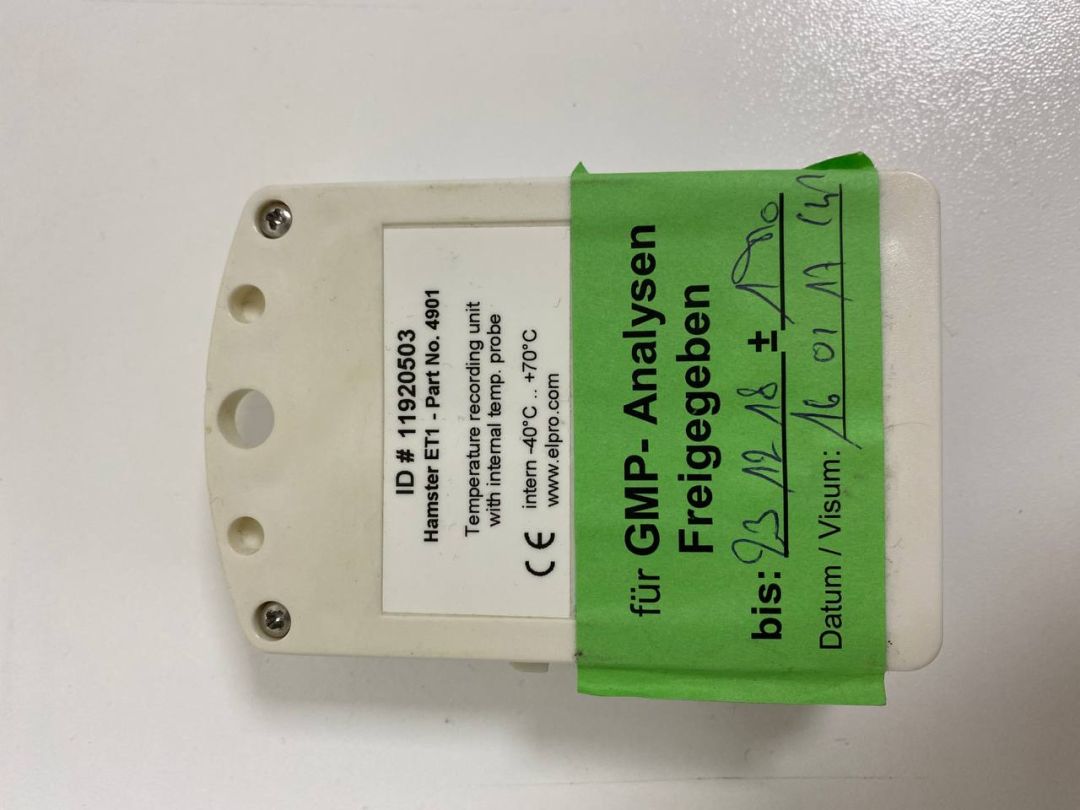 ID # 11920503
Hamster ET1 - Part No. 4901
Temperature recording unit
with internal temp. probe
CE intern -40°C .. +70°C
www.elpro.com
für GMP- Analysen
Freigegeben
bis: 23 12 18 ±
Datum / Visum: 16 01 17